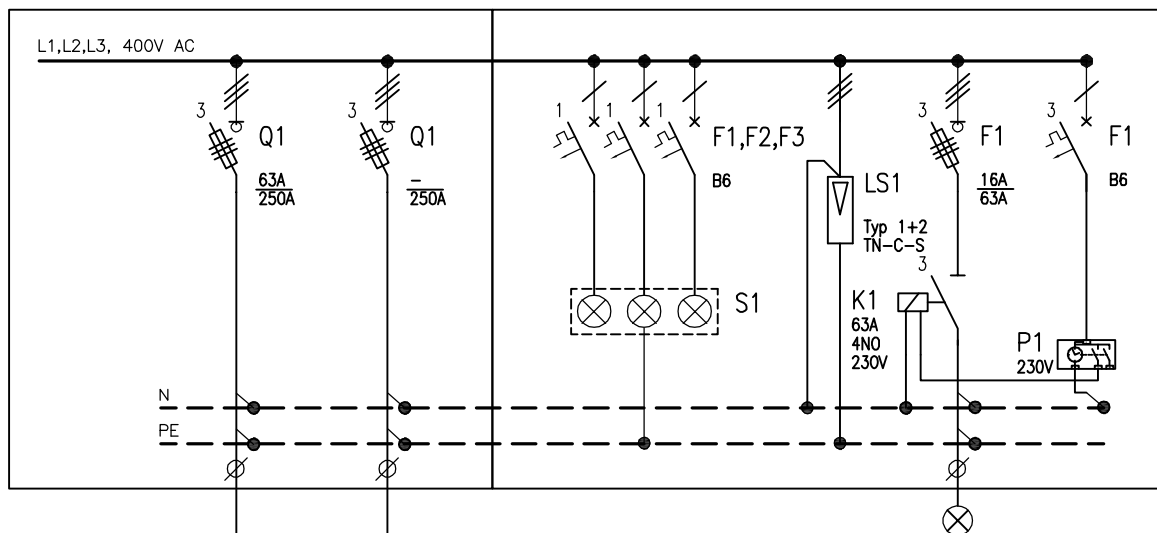 L1,L2,L3, 400V AC
3
Q1
63A
250A
3
Q1
–
250A
1
1
1
F1,F2,F3
B6
S1
LS1
Typ 1+2
TN-C-S
3
F1
16A
63A
3
K1
63A
4NO
230V
1
F1
B6
P1
230V
N
PE